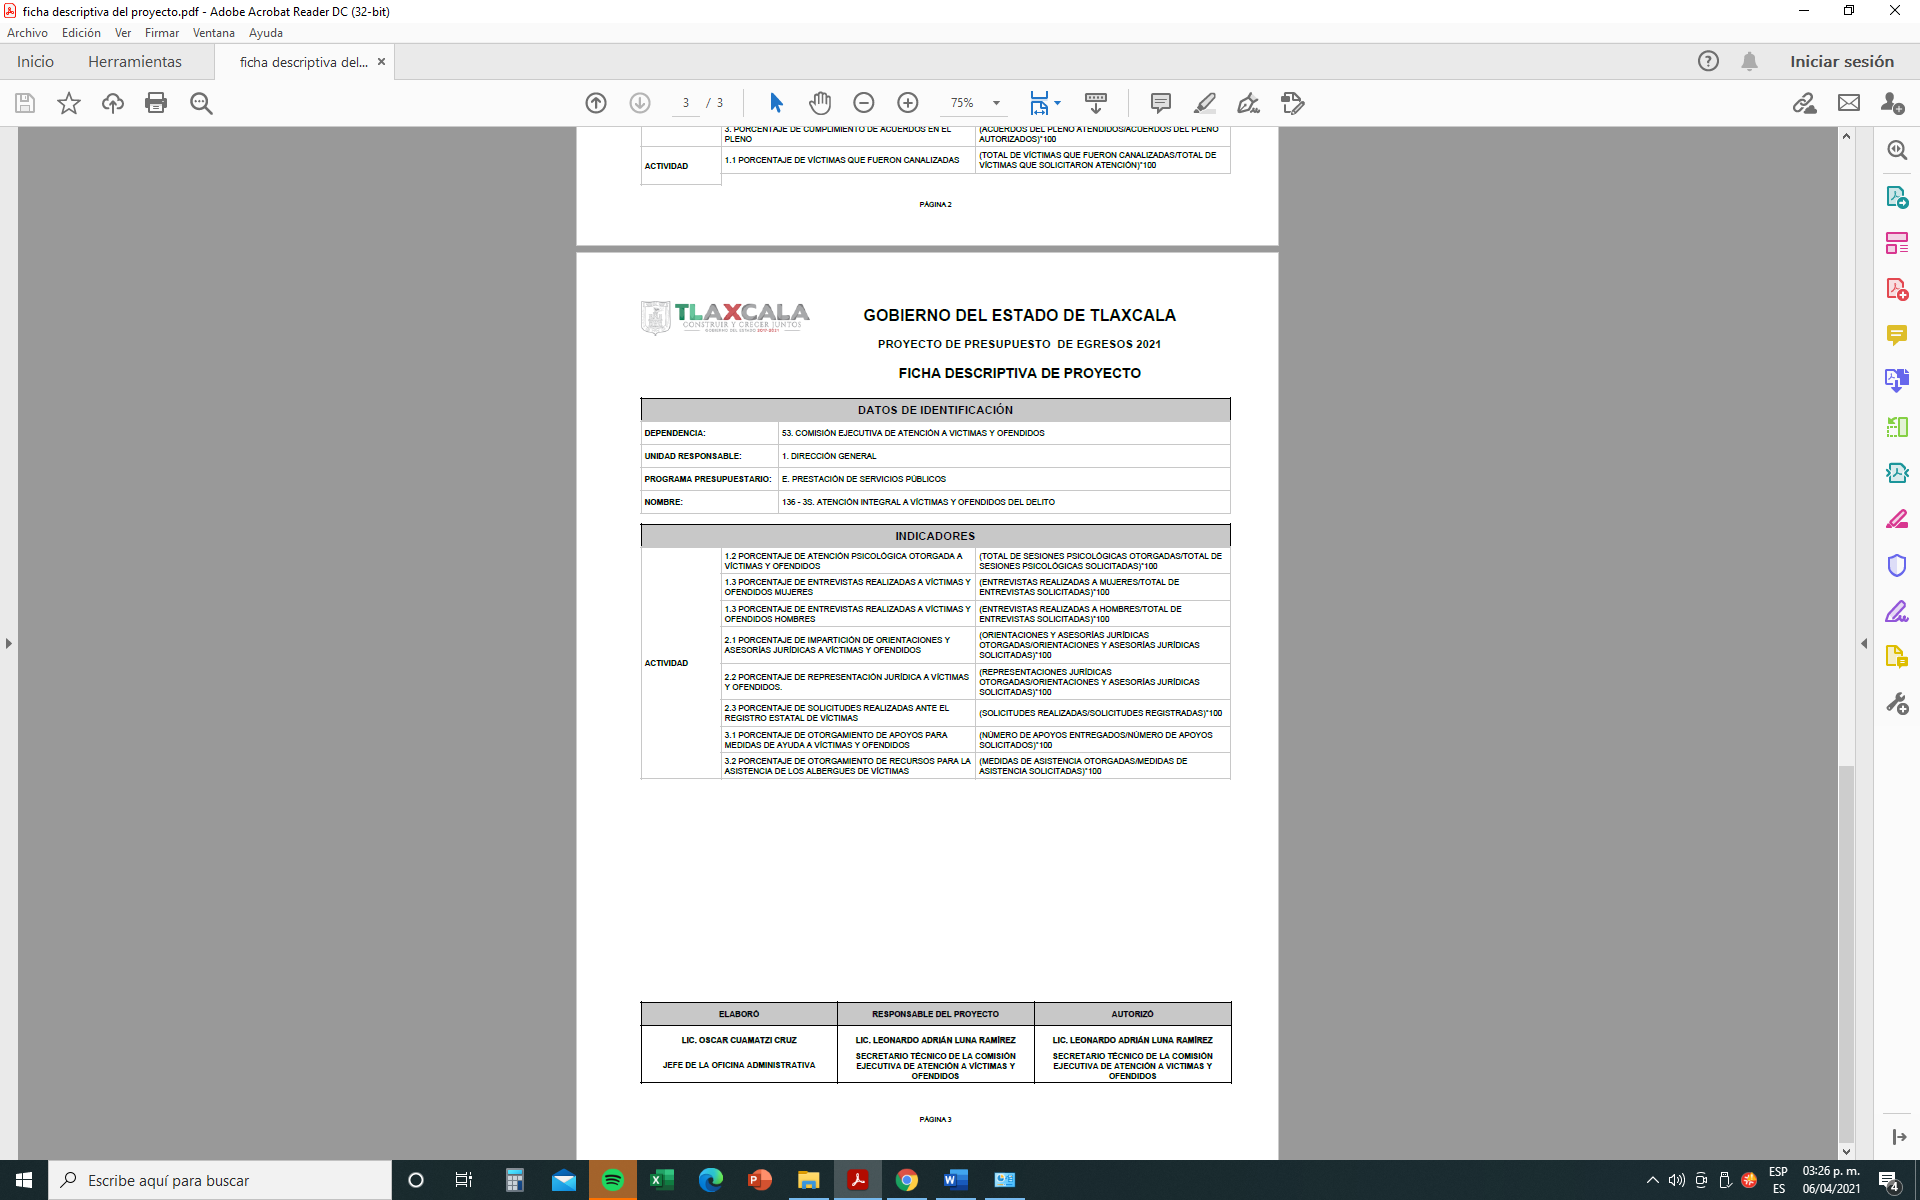 ficha descriptiva del proyecto.pdf - Adobe Acrobat Reader DC (32-bit)
Archivo Edición Ver Firmar Ventana Ayuda
Inicio Herramientas ficha descriptiva del... × Iniciar sesión
3 / 3 75%
3. PORCENTAJE DE CUMPLIMIENTO DE ACUERDOS EN EL
PLENO
(ACUERDOS DEL PLENO ATENDIDOS/ACUERDOS DEL PLENO
AUTORIZADOS)*100
ACTIVIDAD
1.1 PORCENTAJE DE VÍCTIMAS QUE FUERON CANALIZADAS
(TOTAL DE VÍCTIMAS QUE FUERON CANALIZADAS/TOTAL DE
VÍCTIMAS QUE SOLICITARON ATENCIÓN)*100
PÁGINA 2
TLAXCALA
CONSTRUIR Y CRECER JUNTOS
GOBIERNO DEL ESTADO 2017-2021
GOBIERNO DEL ESTADO DE TLAXCALA
PROYECTO DE PRESUPUESTO DE EGRESOS 2021
FICHA DESCRIPTIVA DE PROYECTO
DATOS DE IDENTIFICACIÓN
DEPENDENCIA: 53. COMISIÓN EJECUTIVA DE ATENCIÓN A VICTIMAS Y OFENDIDOS
UNIDAD RESPONSABLE: 1. DIRECCIÓN GENERAL
PROGRAMA PRESUPUESTARIO: E. PRESTACIÓN DE SERVICIOS PÚBLICOS
NOMBRE: 136 - 3S. ATENCIÓN INTEGRAL A VÍCTIMAS Y OFENDIDOS DEL DELITO
INDICADORES
ACTIVIDAD
1.2 PORCENTAJE DE ATENCIÓN PSICOLÓGICA OTORGADA A
VÍCTIMAS Y OFENDIDOS
(TOTAL DE SESIONES PSICOLÓGICAS OTORGADAS/TOTAL DE
SESIONES PSICOLÓGICAS SOLICITADAS)*100
1.3 PORCENTAJE DE ENTREVISTAS REALIZADAS A VÍCTIMAS Y
OFENDIDOS MUJERES
(ENTREVISTAS REALIZADAS A MUJERES/TOTAL DE
ENTREVISTAS SOLICITADAS)*100
1.3 PORCENTAJE DE ENTREVISTAS REALIZADAS A VÍCTIMAS Y
OFENDIDOS HOMBRES
(ENTREVISTAS REALIZADAS A HOMBRES/TOTAL DE
ENTREVISTAS SOLICITADAS)*100
2.1 PORCENTAJE DE IMPARTICIÓN DE ORIENTACIONES Y
ASESORÍAS JURÍDICAS A VÍCTIMAS Y OFENDIDOS
(ORIENTACIONES Y ASESORÍAS JURÍDICAS
OTORGADAS/ORIENTACIONES Y ASESORÍAS JURÍDICAS
SOLICITADAS)*100
2.2 PORCENTAJE DE REPRESENTACIÓN JURÍDICA A VÍCTIMAS
Y OFENDIDOS.
(REPRESENTACIONES JURÍDICAS
OTORGADAS/ORIENTACIONES Y ASESORÍAS JURÍDICAS
SOLICITADAS)*100
2.3 PORCENTAJE DE SOLICITUDES REALIZADAS ANTE EL
REGISTRO ESTATAL DE VÍCTIMAS
(SOLICITUDES REALIZADAS/SOLICITUDES REGISTRADAS)*100
3.1 PORCENTAJE DE OTORGAMIENTO DE APOYOS PARA
MEDIDAS DE AYUDA A VÍCTIMAS Y OFENDIDOS
(NÚMERO DE APOYOS ENTREGADOS/NÚMERO DE APOYOS
SOLICITADOS)*100
3.2 PORCENTAJE DE OTORGAMIENTO DE RECURSOS PARA LA
ASISTENCIA DE LOS ALBERGUES DE VÍCTIMAS
(MEDIDAS DE ASISTENCIA OTORGADAS/MEDIDAS DE
ASISTENCIA SOLICITADAS)*100
ELABORÓ RESPONSABLE DEL PROYECTO AUTORIZÓ
LIC. OSCAR CUAMATZI CRUZ
JEFE DE LA OFICINA ADMINISTRATIVA
LIC. LEONARDO ADRIÁN LUNA RAMÍREZ
SECRETARIO TÉCNICO DE LA COMISIÓN
EJECUTIVA DE ATENCIÓN A VÍCTIMAS Y
OFENDIDOS
LIC. LEONARDO ADRIÁN LUNA RAMÍREZ
SECRETARIO TÉCNICO DE LA COMISIÓN
EJECUTIVA DE ATENCIÓN A VICTIMAS Y
OFENDIDOS
PÁGINA 3
Escribe aquí para buscar
ESP
ES
03:26 p. m.
06/04/2021
4